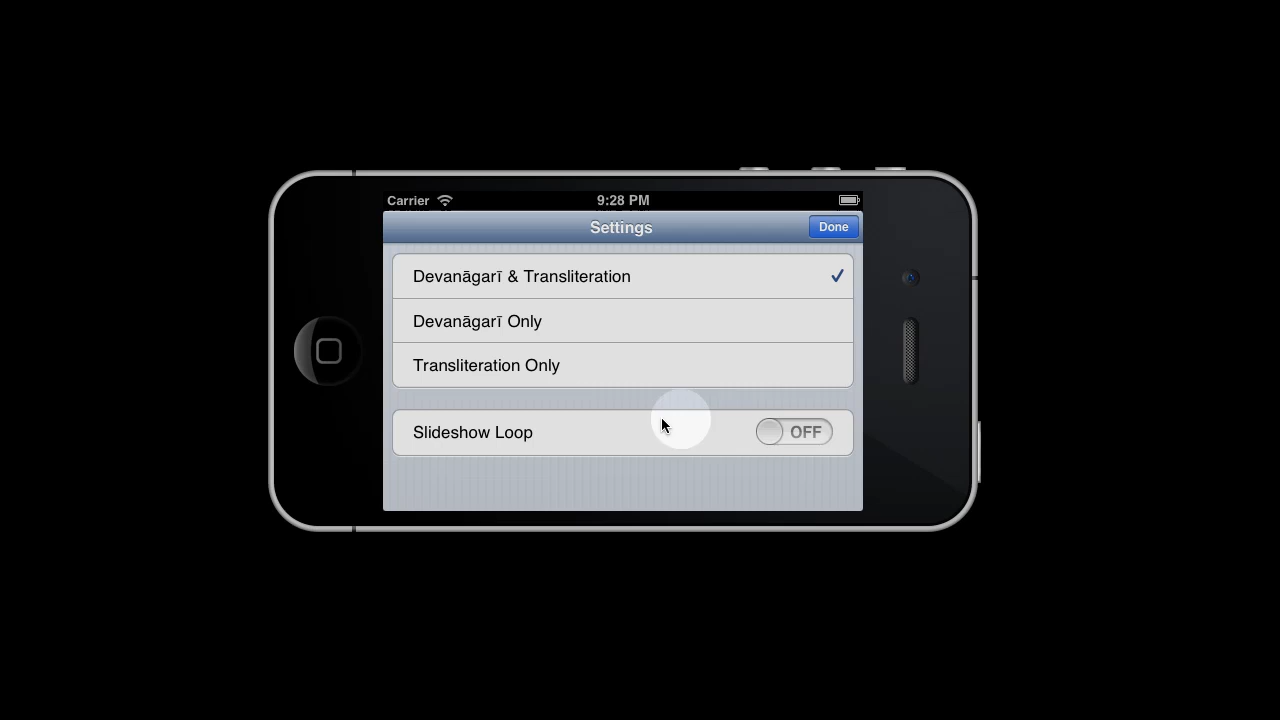 Carrier 9:28 PM
Settings Done
Devanāgarī & Transliteration
Devanāgarī Only
Transliteration Only
Slideshow Loop OFF